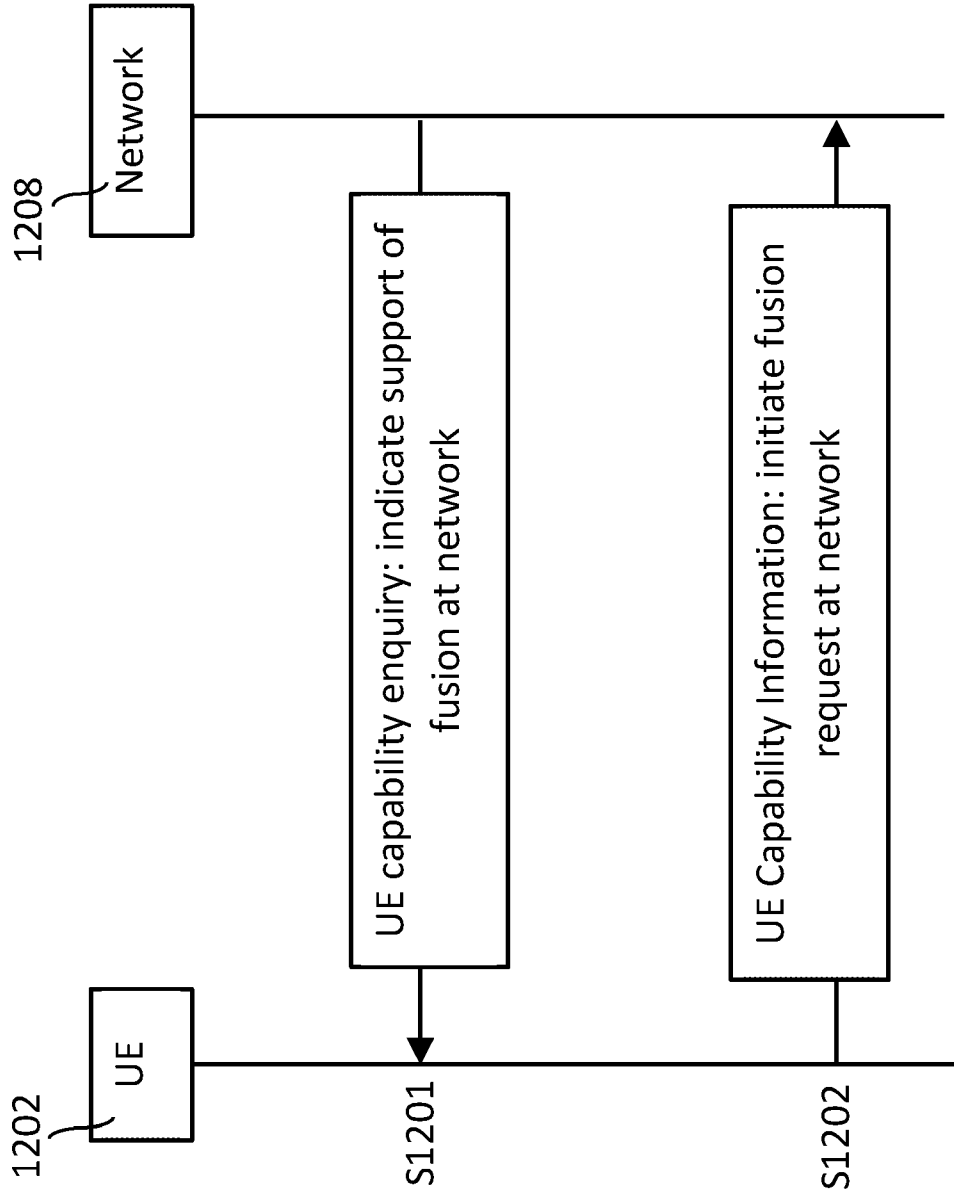 1202
UE
1208
Network
S1201
UE capability enquiry: indicate support of
fusion at network
S1202
UE Capability Information: initiate fusion
request at network